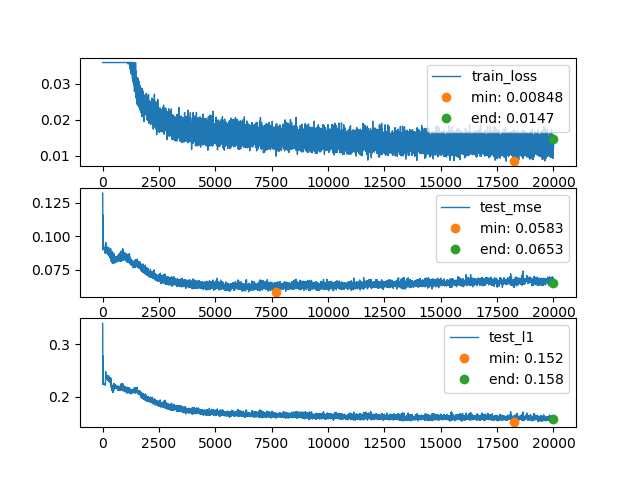 train_loss
min: 0.00848
end: 0.0147
0.03
0.02
0.01
0 2500 5000 7500 10000 12500 15000 17500 20000
test_mse
min: 0.0583
end: 0.0653
0.125
0.100
0.075
0 2500 5000 7500 10000 12500 15000 17500 20000
test_l1
min: 0.152
end: 0.158
0.3
0.2
0 2500 5000 7500 10000 12500 15000 17500 20000